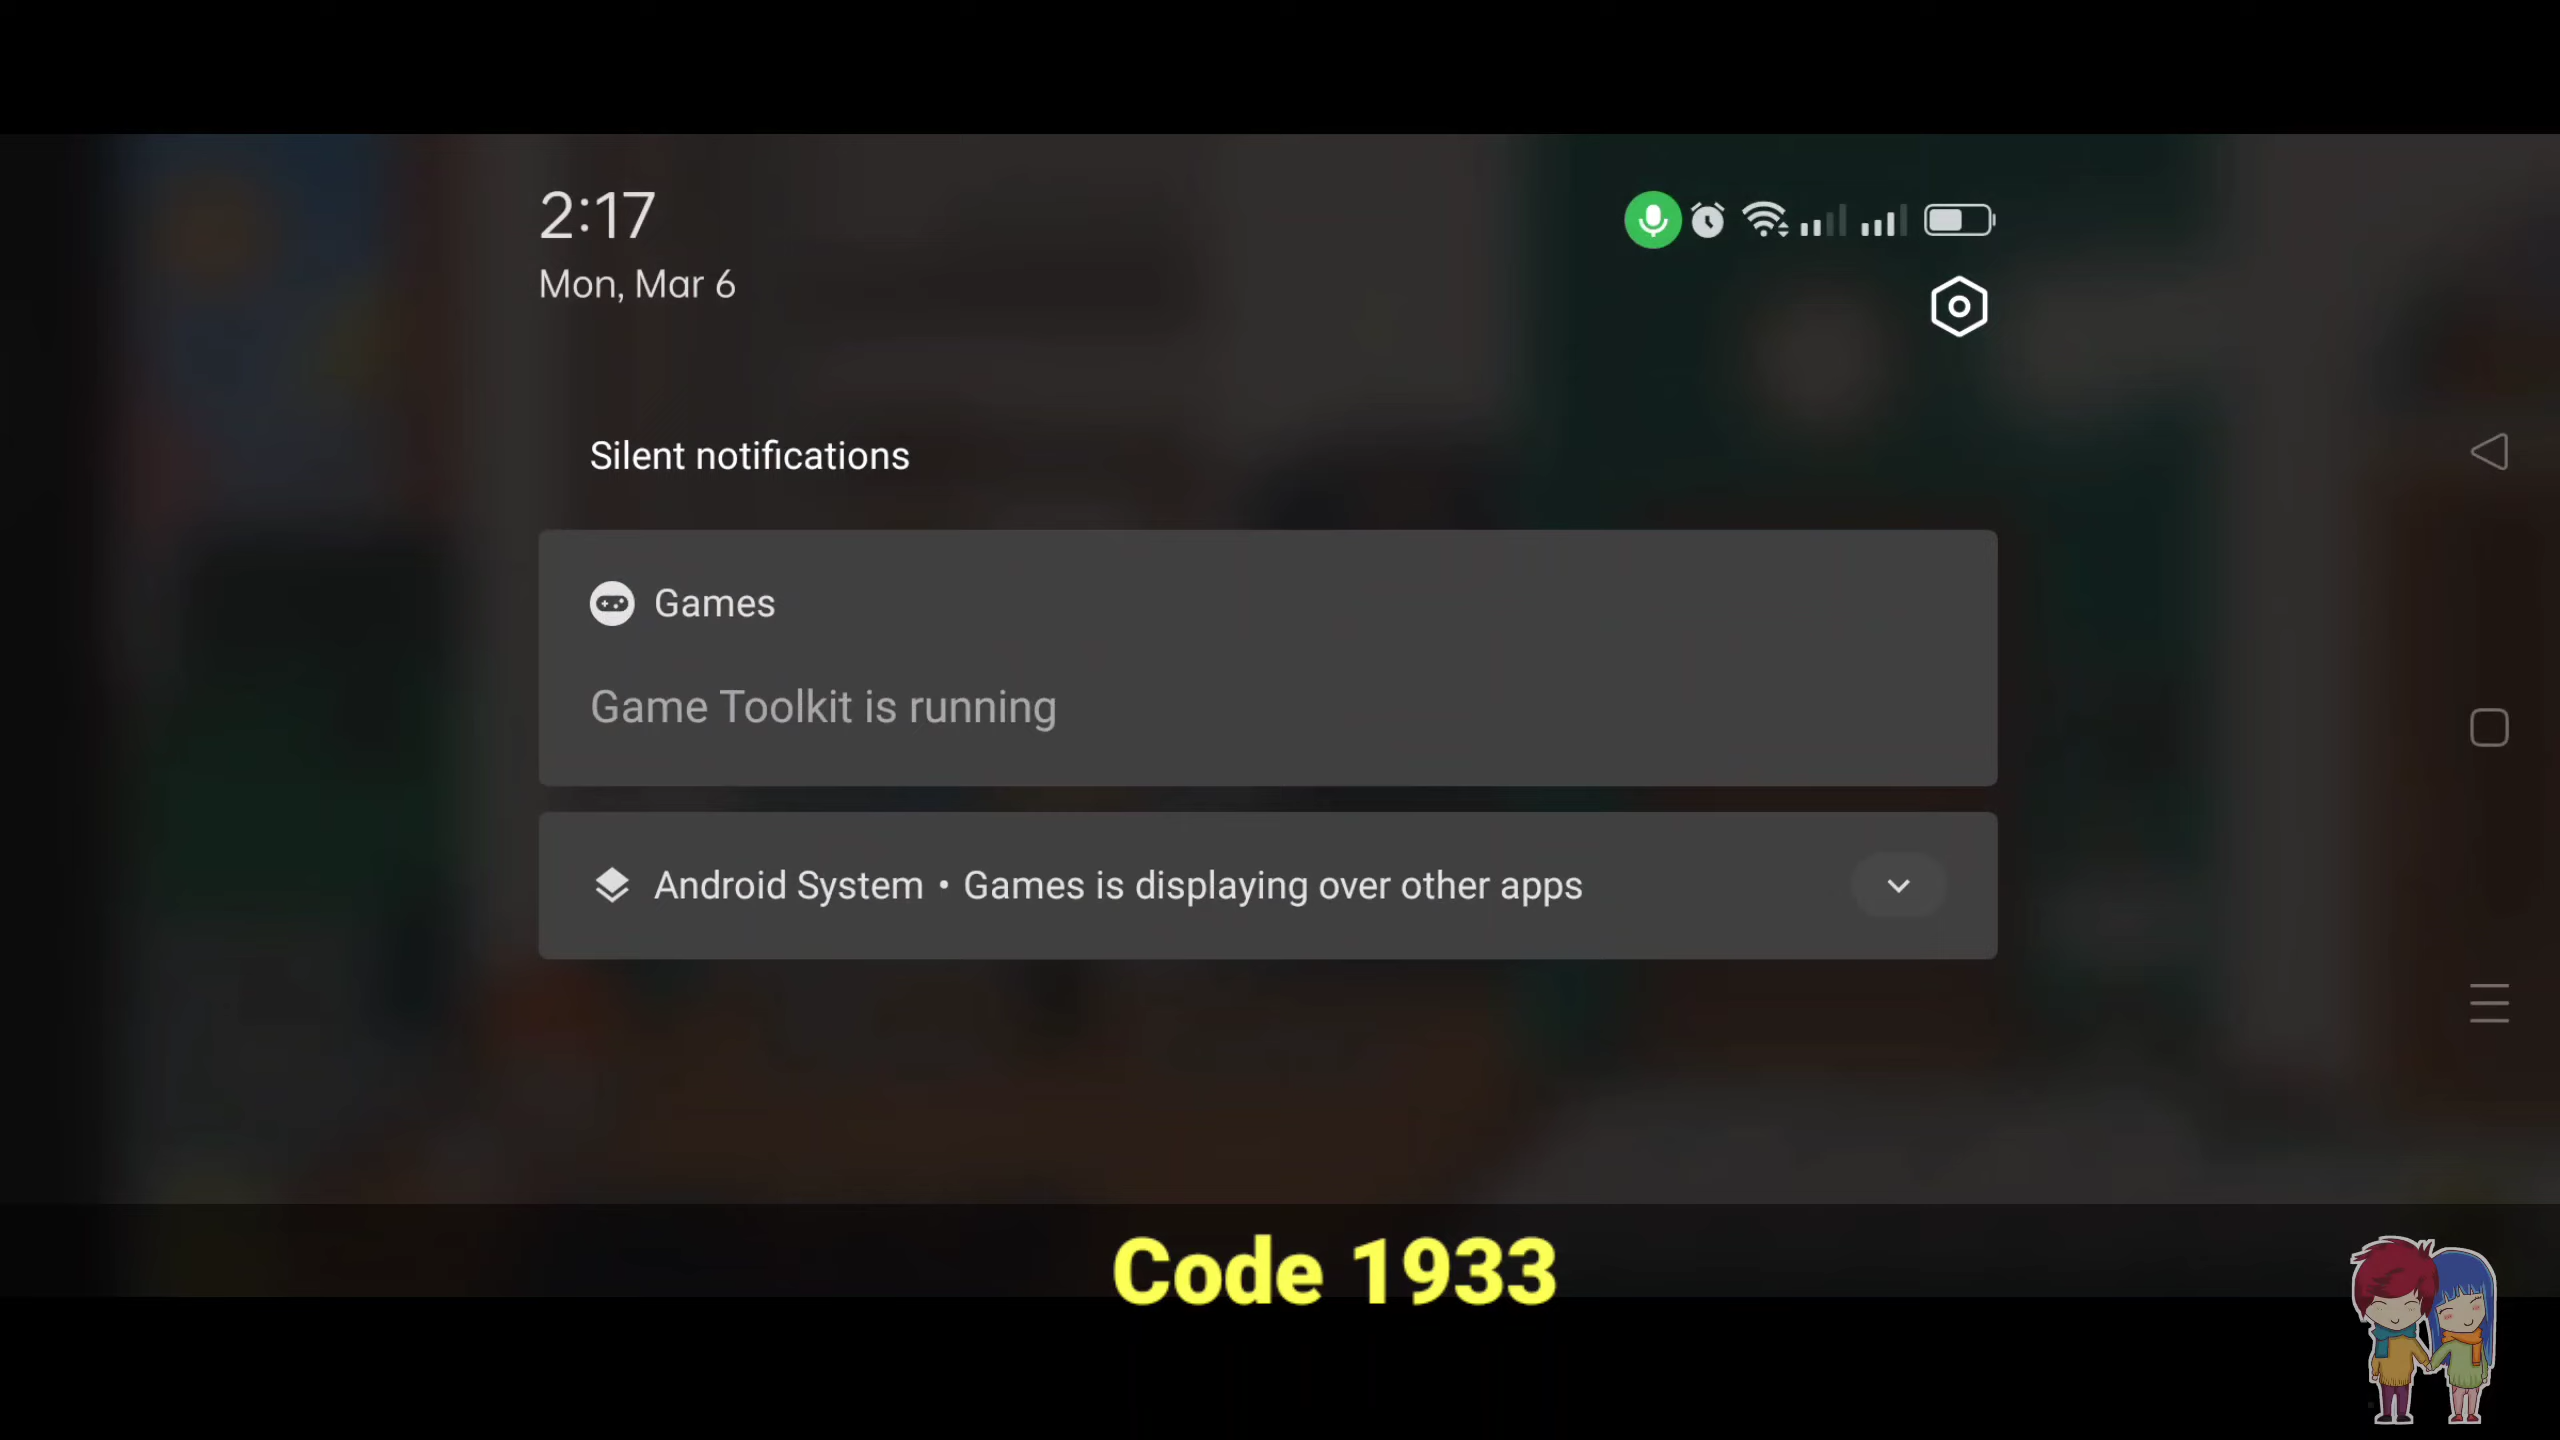 2:17
Mon, Mar 6
Silent notifications
Games
Game Toolkit is running
Android System • Games is displaying over other apps
Code 1933